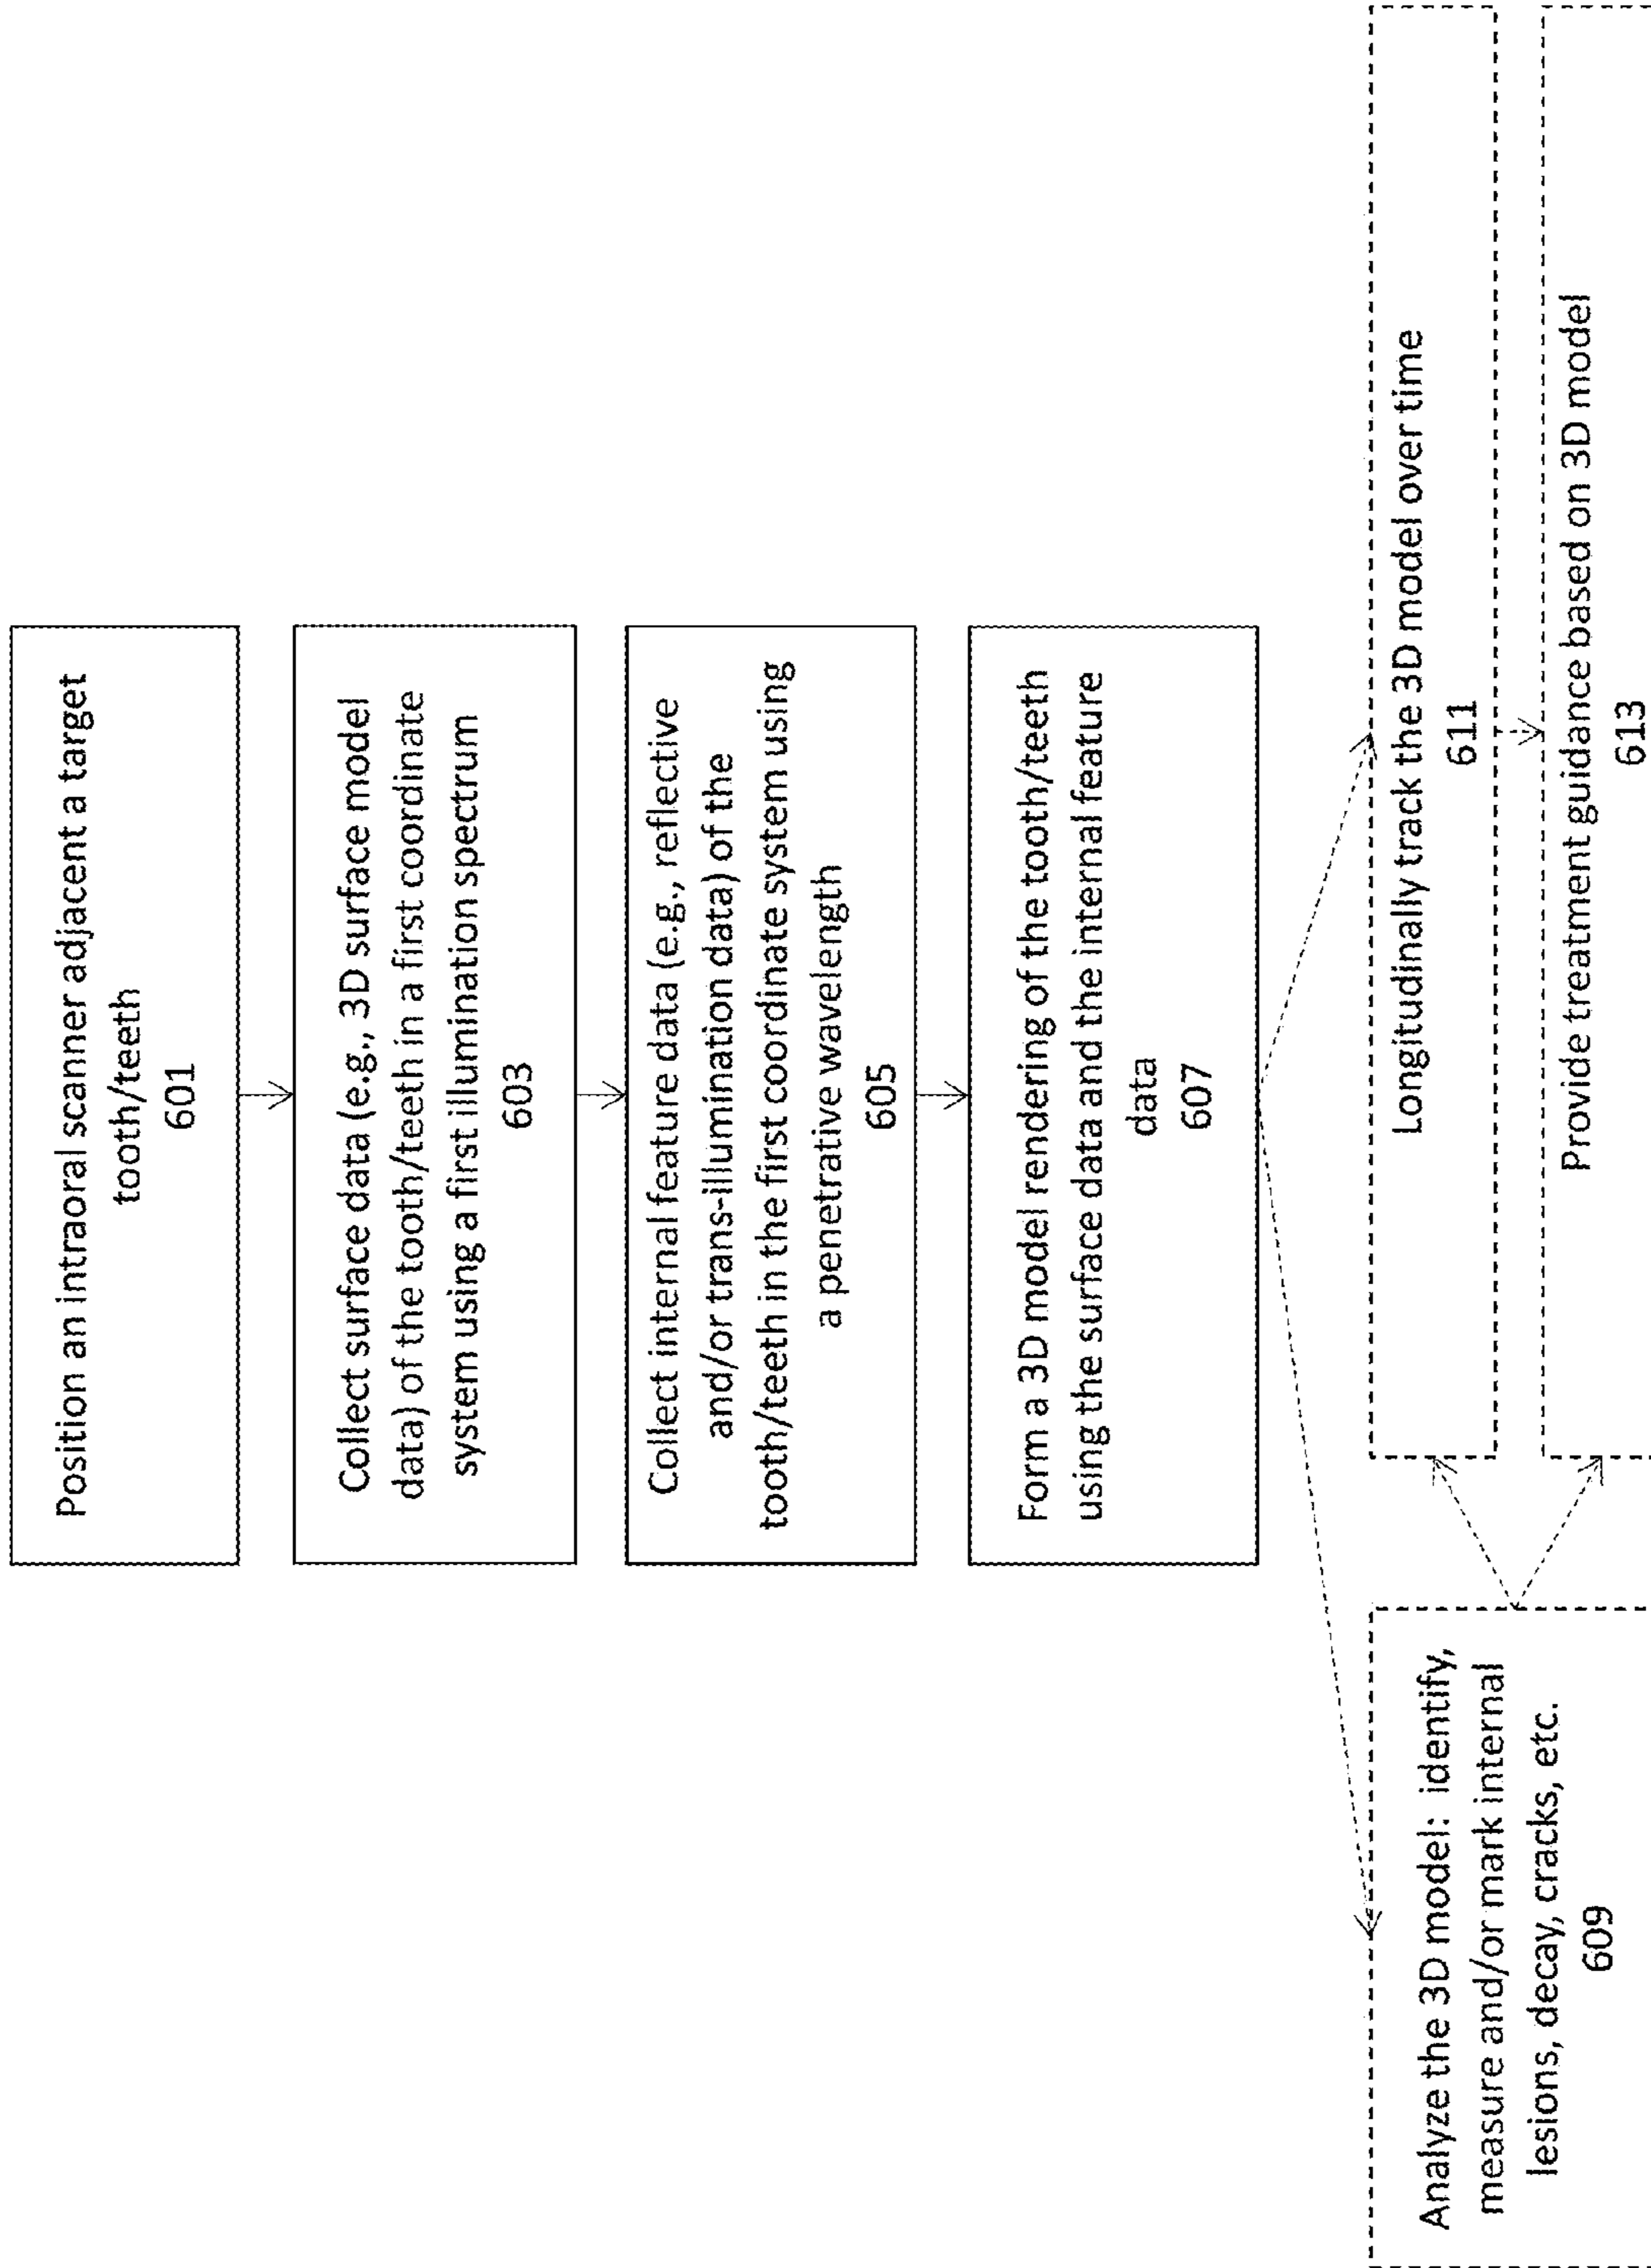 Position an intraoral scanner adjacent a target
tooth/teeth
601
Collect surface data (e.g., 3D surface model
data) of the tooth/teeth in a first coordinate
system using a first illumination spectrum
603
Collect internal feature data (e.g., reflective
and/or trans-illumination data) of the
tooth/teeth in the first coordinate system using
a penetrative wavelength
605
Form a 3D model rendering of the tooth/teeth
using the surface data and the internal feature
data
607
Analyze the 3D model:  identify,
measure and/or mark internal
lesions, decay, cracks, etc.
609
Longitudinally track the 3D model over time
611
Provide treatment guidance based on 3D model
613